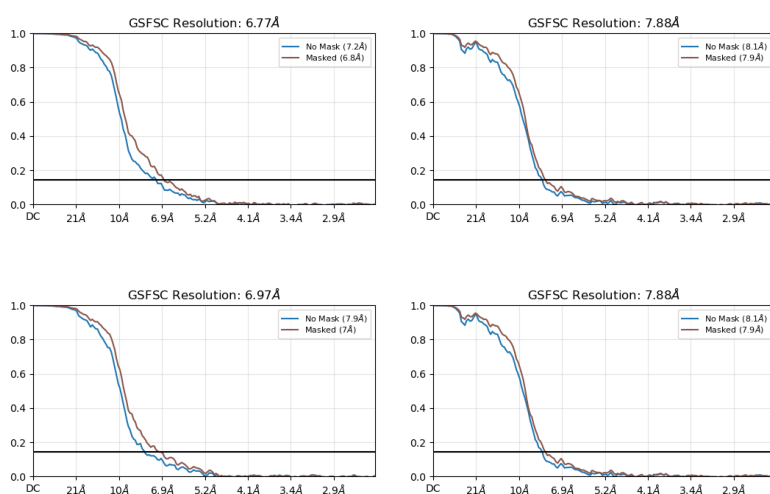 GSFSC Resolution: 6.77Å
1.0
0.8
0.6
0.4
0.2
0.0
No Mask (7.2Å)
Masked (6.8Å)
DC 21Å 10Å 6.9Å 5.2Å 4.1Å 3.4Å 2.9Å
GSFSC Resolution: 7.88Å
1.0
0.8
0.6
0.4
0.2
0.0
No Mask (8.1Å)
Masked (7.9Å)
DC 21Å 10Å 6.9Å 5.2Å 4.1Å 3.4Å 2.9Å
GSFSC Resolution: 6.97Å
1.0
0.8
0.6
0.4
0.2
0.0
No Mask (7.9Å)
Masked (7Å)
DC 21Å 10Å 6.9Å 5.2Å 4.1Å 3.4Å 2.9Å
GSFSC Resolution: 7.88Å
1.0
0.8
0.6
0.4
0.2
0.0
No Mask (8.1Å)
Masked (7.9Å)
DC 21Å 10Å 6.9Å 5.2Å 4.1Å 3.4Å 2.9Å